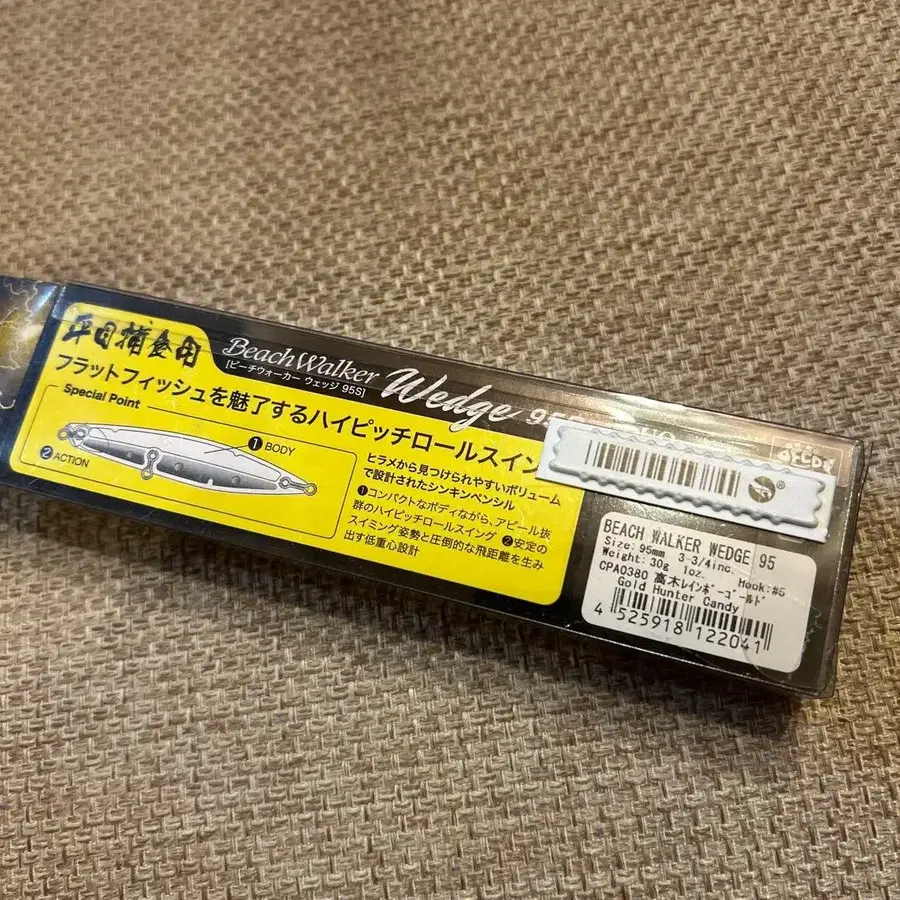 平目捕食用
Beach Walker Wedge 95S
[ビーチウォーカー ウェッジ 95S]
フラットフィッシュを魅了するハイピッチロールスイン
Special Point
❶ BODY
❷ ACTION
ヒラメから見つけられやすいボリューム
で設計されたシンキンペンシル
❶コンパクトなボディながら、アピール抜
群のハイピッチロールスイング ❷安定の
スイミング姿勢と圧倒的な飛距離を生み
出す低重心設計
BEACH WALKER WEDGE 95
Size: 95mm 3-3/4inc.
Weight: 30g 1oz. Hook:#5
CPA0380 高木レインボーゴールド
Gold Hunter Candy
4 525918 122041